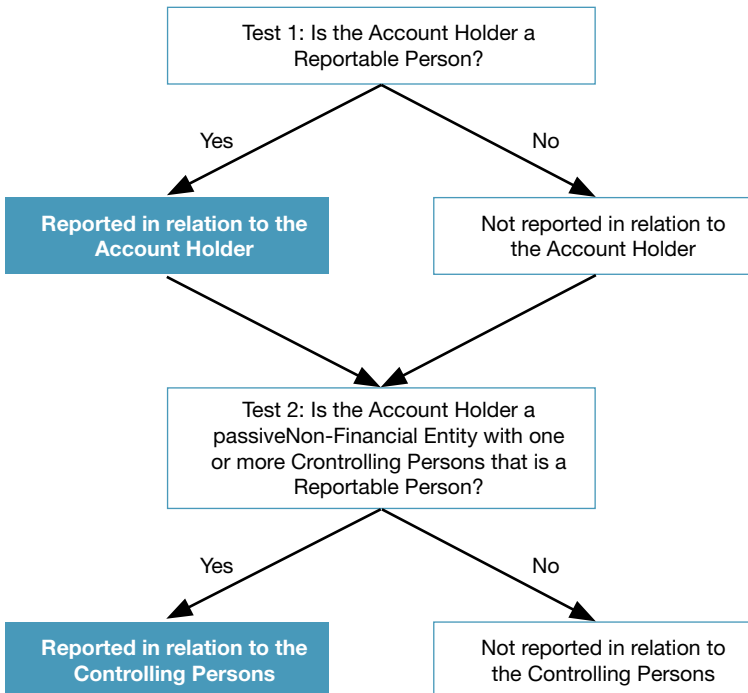 Test 1: Is the Account Holder a
Reportable Person?
Yes
No
Reported in relation to the
Account Holder
Not reported in relation to
the Account Holder
Test 2: Is the Account Holder a
passiveNon-Financial Entity with one
or more Crontrolling Persons that is a
Reportable Person?
Yes
No
Reported in relation to the
Controlling Persons
Not reported in relation to
the Controlling Persons